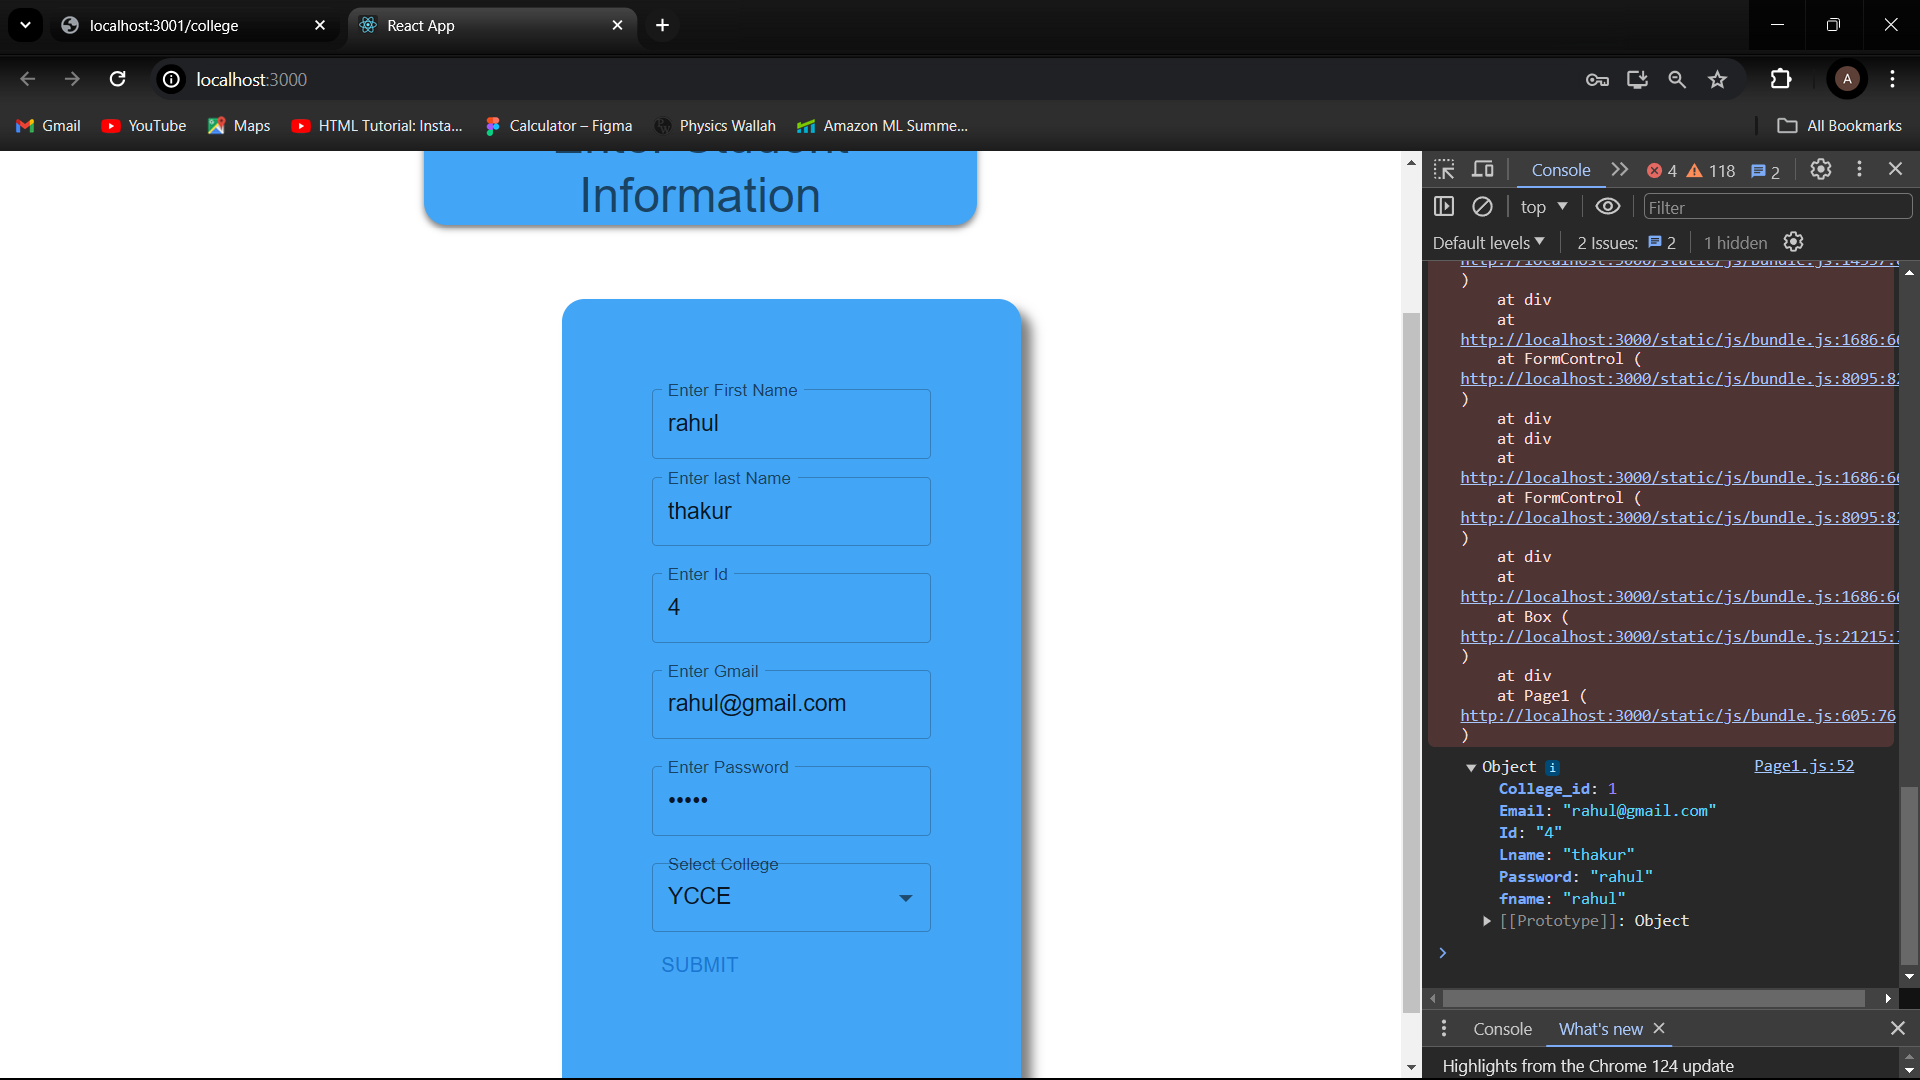 localhost:3001/college
React App
localhost:3000
A
Gmail
YouTube
Maps
HTML Tutorial: Insta...
Calculator – Figma
Physics Wallah
Amazon ML Summe...
All Bookmarks
Enter Student
Information
Enter First Name
rahul
Enter last Name
thakur
Enter Id
4
Enter Gmail
rahul@gmail.com
Enter Password
•••••
Select College
YCCE
SUBMIT
Console
4
118
2
top
Filter
Default levels
2 Issues:
2
1 hidden
)
at div
at
http://localhost:3000/static/js/bundle.js:1686:6
at FormControl (
http://localhost:3000/static/js/bundle.js:8095:8
)
at div
at div
at
http://localhost:3000/static/js/bundle.js:1686:6
at FormControl (
http://localhost:3000/static/js/bundle.js:8095:8
)
at div
at
http://localhost:3000/static/js/bundle.js:1686:6
at Box (
http://localhost:3000/static/js/bundle.js:21215:
)
at div
at Page1 (
http://localhost:3000/static/js/bundle.js:605:76
)
Object i
Page1.js:52
College_id: 1
Email: "rahul@gmail.com"
Id: "4"
Lname: "thakur"
Password: "rahul"
fname: "rahul"
[[Prototype]]: Object
Console
What's new
Highlights from the Chrome 124 update